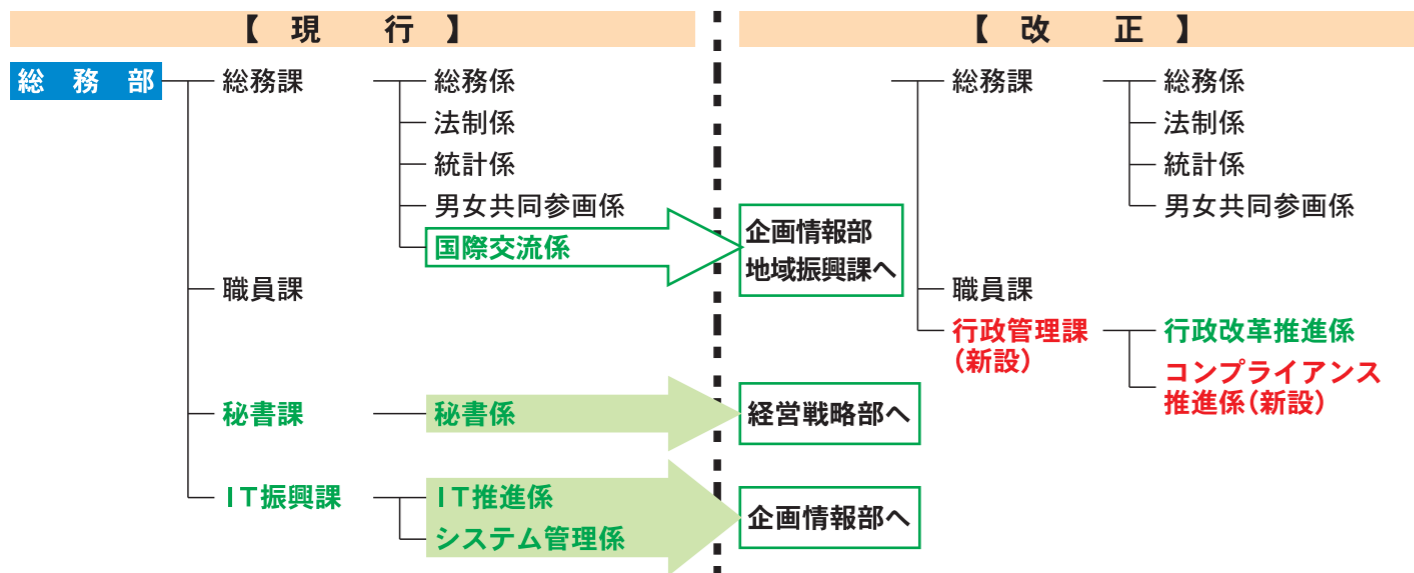 【 現 行 】
総 務 部
総務課
総務係
法制係
統計係
男女共同参画係
国際交流係
職員課
秘書課
秘書係
IT振興課
IT推進係
システム管理係
企画情報部
地域振興課へ
経営戦略部へ
企画情報部へ
【 改 正 】
総務課
総務係
法制係
統計係
男女共同参画係
職員課
行政管理課
(新設)
行政改革推進係
コンプライアンス
推進係(新設)